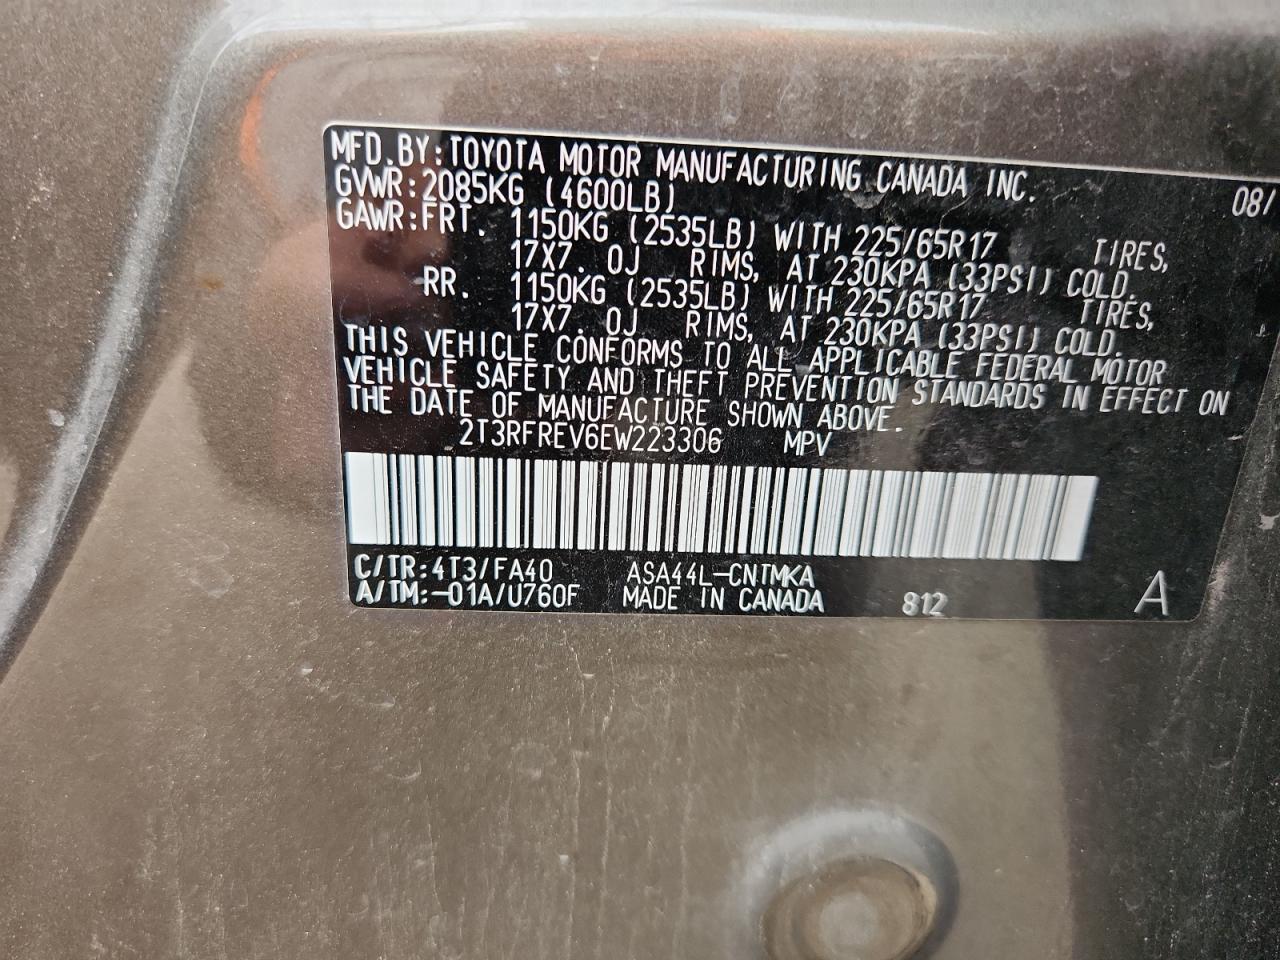 MFD.BY:TOYOTA MOTOR MANUFACTURING CANADA INC. 08/
GVWR:2085KG (4600LB)
GAWR:FRT. 1150KG (2535LB) WITH 225/65R17 TIRES,
17X7.0J RIMS, AT 230KPA (33PSI) COLD.
RR. 1150KG (2535LB) WITH 225/65R17 TIRES,
17X7.0J RIMS, AT 230KPA (33PSI) COLD.
THIS VEHICLE CONFORMS TO ALL APPLICABLE FEDERAL MOTOR
VEHICLE SAFETY AND THEFT PREVENTION STANDARDS IN EFFECT ON
THE DATE OF MANUFACTURE SHOWN ABOVE.
2T3RFREV6EW223306 MPV
C/TR:4T3/FA40 ASA44L-CNTMKA
A/TM:-01A/U760F MADE IN CANADA 812 A